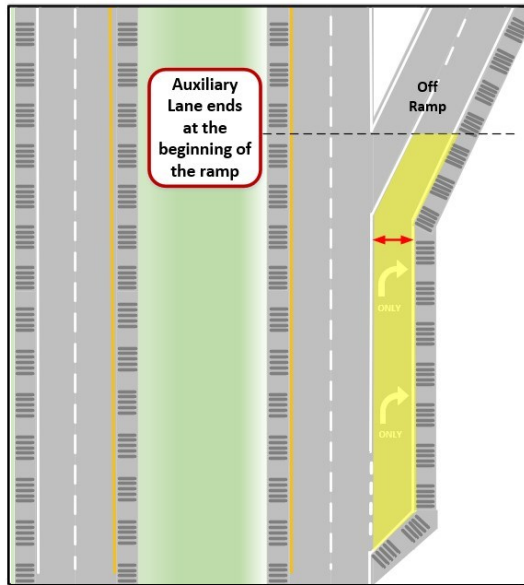 Auxiliary
Lane ends
at the
beginning of
the ramp
Off
Ramp
ONLY
ONLY